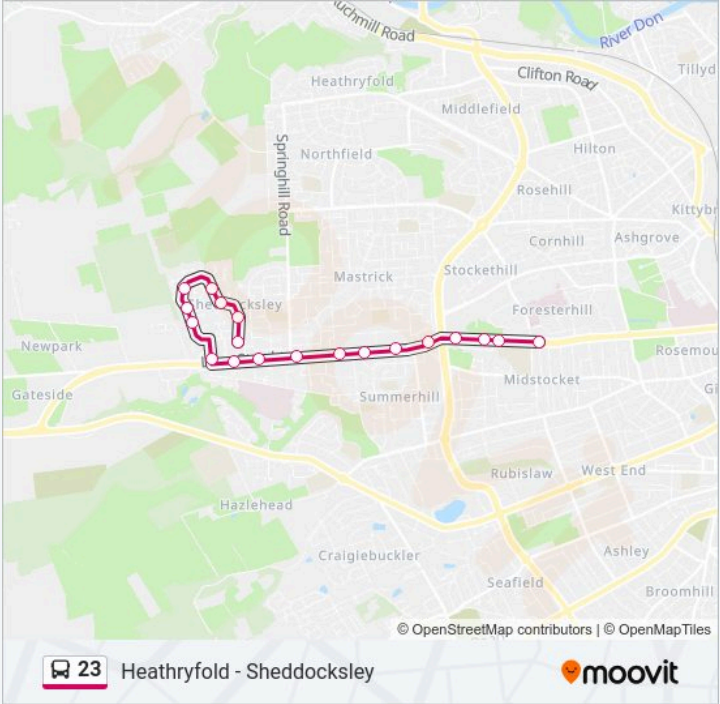 River Don
Road
Tillyd
Clifton Road
Heathryfold
Middlefield
Springhill Road
Northfield
Hilton
Rosehill
Kittybr
Cornhill
Ashgrove
Mastrick
Stockethill
Sheddocksley
Foresterhill
Newpark
Rosemou
Midstocket
Gateside
Summerhill
Gi
Rubislaw
West End
Hazlehead
Craigiebuckler
Ashley
Seafield
Broomhill
© OpenStreetMap contributors | © OpenMapTiles
23 Heathryfold - Sheddocksley
moovit